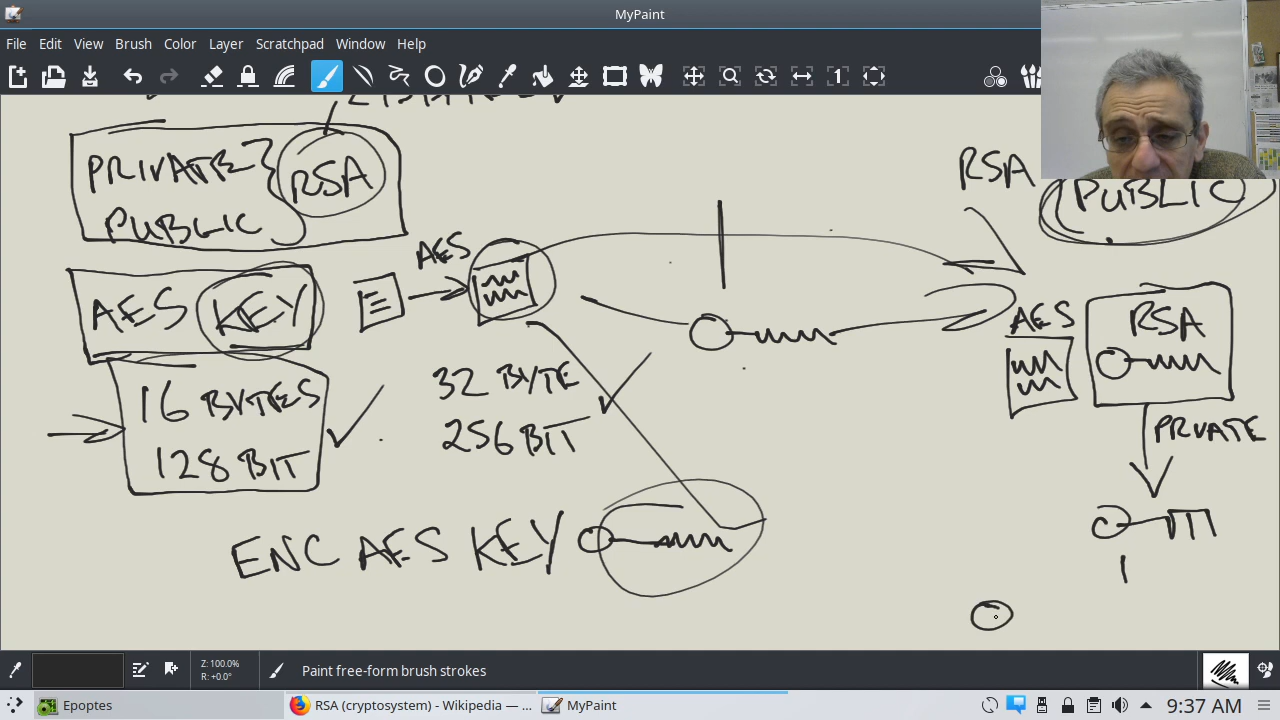 MyPaint
File Edit View Brush Color Layer Scratchpad Window Help
PRIVATE
PUBLIC
RSA
RSA
PUBLIC
AES KEY
AES
16 BYTES
128 BIT
32 BYTE
256 BIT
ENC AES KEY
AES
RSA
PRVATE
Z: 100.0%
R: +0.0°
Paint free-form brush strokes
Epoptes
RSA (cryptosystem) - Wikipedia — ...
MyPaint
9:37 AM